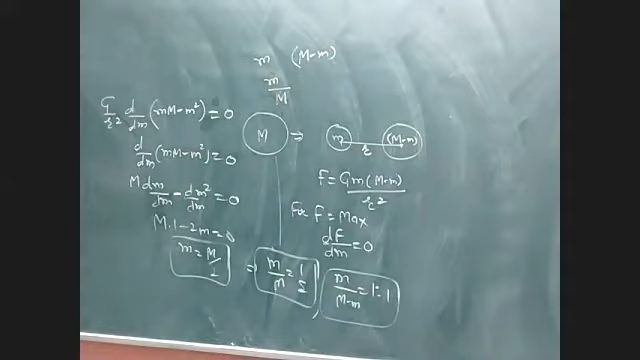 m (M-m)
m/M
M ⇒ m r (M-m)
F = Gm(M-m)/r²
For F = Max
dF/dm = 0
G/r² d/dm (mM-m²) = 0
d/dm (mM-m²) = 0
M dm/dm - dm²/dm = 0
M.1-2m = 0
m = M/2
⇒ m/M = 1/2, m/M-m = 1:1